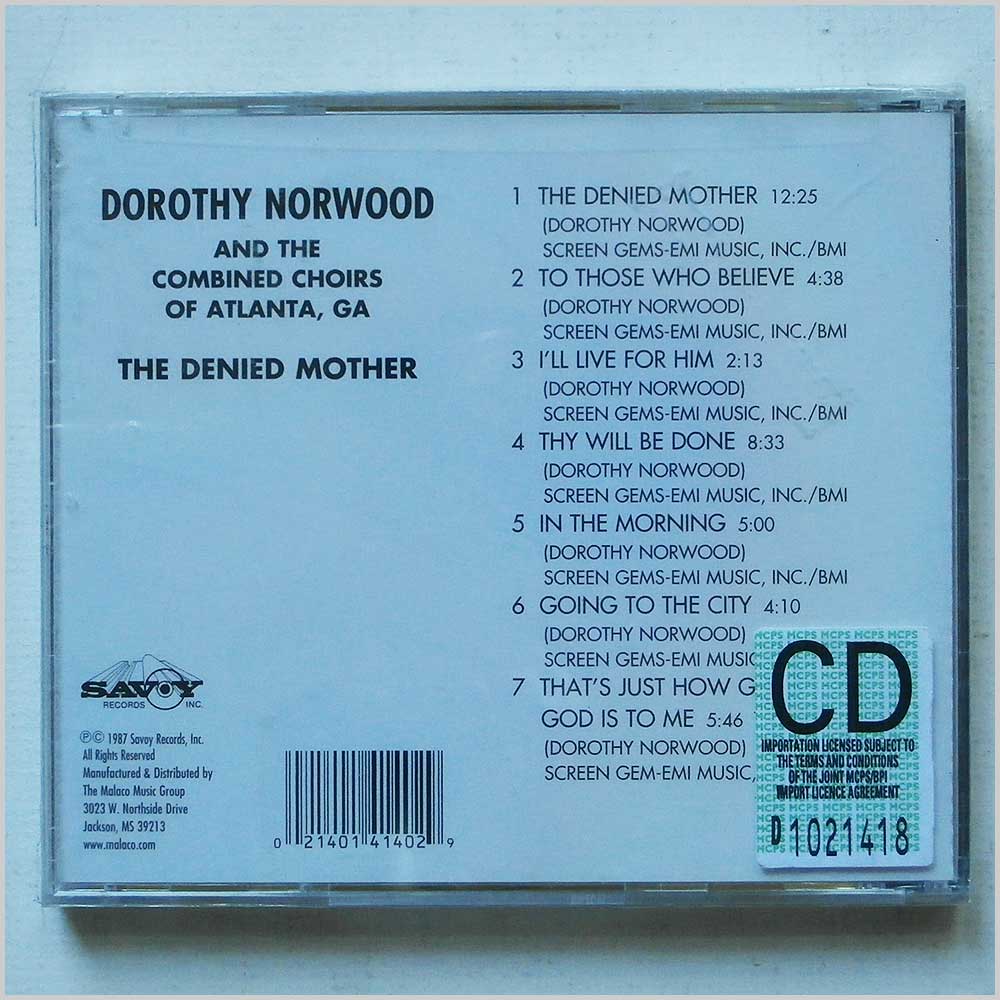 DOROTHY NORWOOD
AND THE
COMBINED CHOIRS
OF ATLANTA, GA
THE DENIED MOTHER
1 THE DENIED MOTHER 12:25
(DOROTHY NORWOOD)
SCREEN GEMS-EMI MUSIC, INC./BMI
2 TO THOSE WHO BELIEVE 4:38
(DOROTHY NORWOOD)
SCREEN GEMS-EMI MUSIC, INC./BMI
3 I'LL LIVE FOR HIM 2:13
(DOROTHY NORWOOD)
SCREEN GEMS-EMI MUSIC, INC./BMI
4 THY WILL BE DONE 8:33
(DOROTHY NORWOOD)
SCREEN GEMS-EMI MUSIC, INC./BMI
5 IN THE MORNING 5:00
(DOROTHY NORWOOD)
SCREEN GEMS-EMI MUSIC, INC./BMI
6 GOING TO THE CITY 4:10
(DOROTHY NORWOOD)
SCREEN GEMS-EMI MUSIC
7 THAT'S JUST HOW G
GOD IS TO ME 5:46
(DOROTHY NORWOOD)
SCREEN GEM-EMI MUSIC,
SAVOY
RECORDS INC.
℗© 1987 Savoy Records, Inc.
All Rights Reserved
Manufactured & Distributed by
The Malaco Music Group
3023 W. Northside Drive
Jackson, MS 39213
www.malaco.com
0 21401 41402 9
MCPS MCPS MCPS MCPS MCPS
CD
IMPORTATION LICENSED SUBJECT TO
THE TERMS AND CONDITIONS
OF THE JOINT MCPS/BPI
IMPORT LICENCE AGREEMENT
D1021418